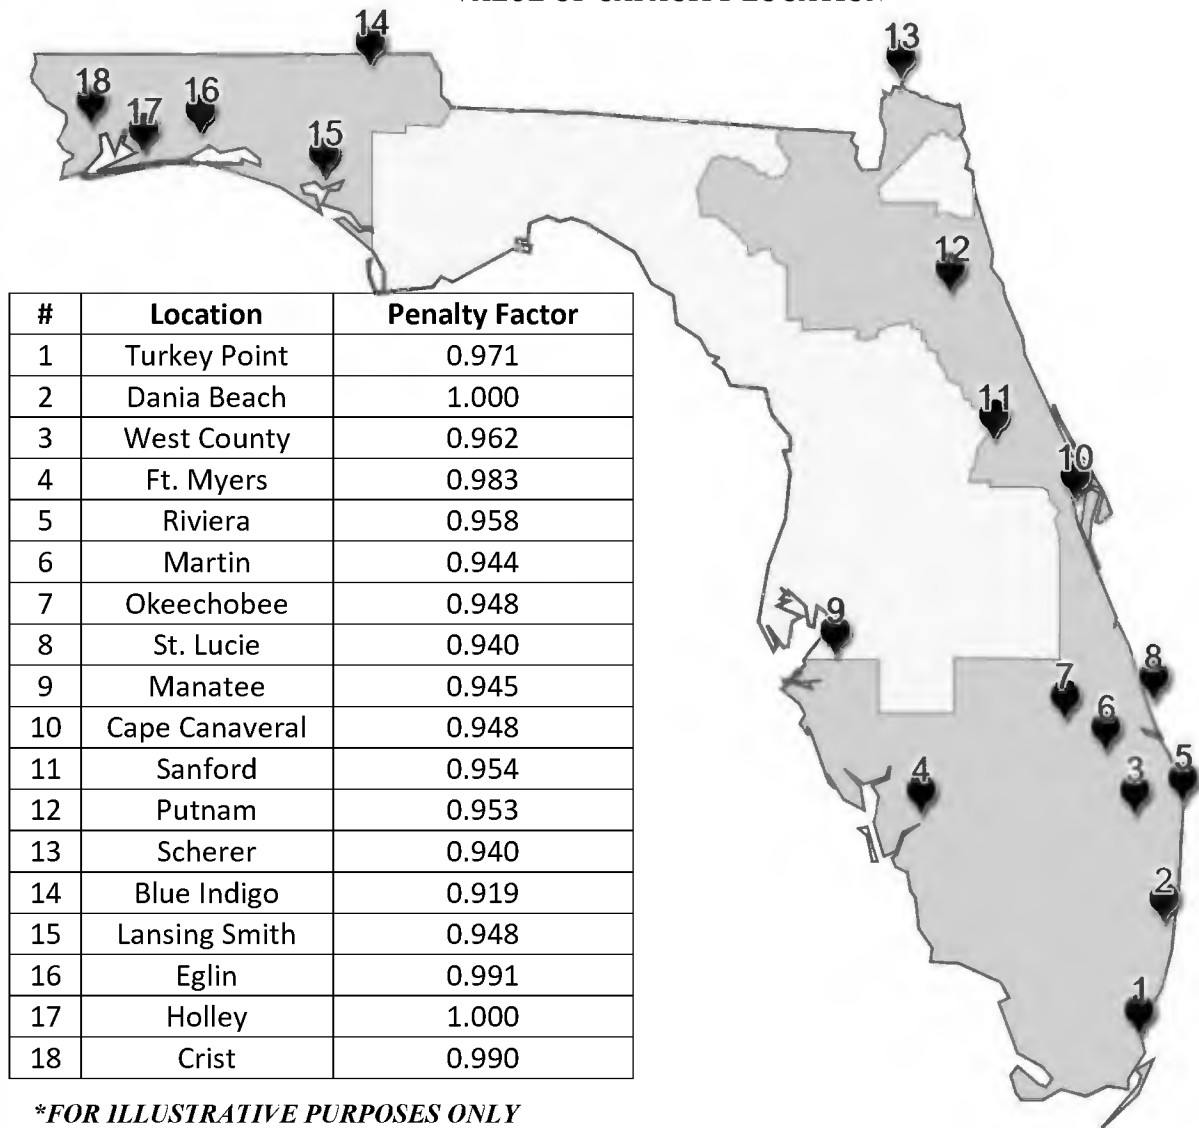 14
13
18
16
17
15
12
11
10
9
8
7
6
5
4
3
2
1
# Location Penalty Factor
1 Turkey Point 0.971
2 Dania Beach 1.000
3 West County 0.962
4 Ft. Myers 0.983
5 Riviera 0.958
6 Martin 0.944
7 Okeechobee 0.948
8 St. Lucie 0.940
9 Manatee 0.945
10 Cape Canaveral 0.948
11 Sanford 0.954
12 Putnam 0.953
13 Scherer 0.940
14 Blue Indigo 0.919
15 Lansing Smith 0.948
16 Eglin 0.991
17 Holley 1.000
18 Crist 0.990
*FOR ILLUSTRATIVE PURPOSES ONLY